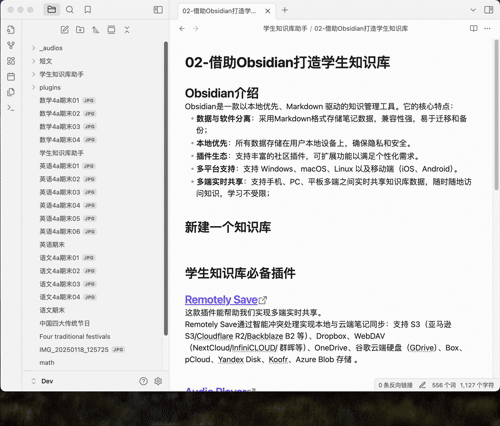 02-借助Obsidian打造学...
学生知识库助手 / 02-借助Obsidian打造学生知识库
_audios
短文
学生知识库助手
plugins
数学4a期末01 JPG
数学4a期末02 JPG
数学4a期末03 JPG
数学4a期末04 JPG
学生知识库助手
英语4a期末01 JPG
英语4a期末02 JPG
英语4a期末03 JPG
英语4a期末04 JPG
英语4a期末05 JPG
英语4a期末06 JPG
英语期末
语文4a期末01 JPG
语文4a期末02 JPG
语文4a期末03 JPG
语文4a期末04 JPG
语文期末
中国四大传统节日
Four traditional festivals
IMG_20250118_125725 JPG
math
Dev
02-借助Obsidian打造学生知识库
Obsidian介绍
Obsidian是一款以本地优先、Markdown 驱动的知识管理工具。它的核心特点：
• 数据与软件分离：采用Markdown格式存储笔记数据，兼容性强，易于迁移和备
份；
• 本地优先：所有数据存储在用户本地设备上，确保隐私和安全。
• 插件生态：支持丰富的社区插件，可扩展功能以满足个性化需求。
• 多平台支持：支持 Windows、macOS、Linux 以及移动端（iOS、Android）。
• 多端实时共享：支持手机、PC、平板多端之间实时共享知识库数据，随时随地访
问知识，学习不受限；
新建一个知识库
学生知识库必备插件
Remotely Save
这款插件能帮助我们实现多端实时共享。
Remotely Save通过智能冲突处理实现本地与云端笔记同步：支持 S3（亚马逊
S3/Cloudflare R2/Backblaze B2 等）、Dropbox、WebDAV
（NextCloud/InfiniCLOUD/ 群晖等）、OneDrive、谷歌云端硬盘（GDrive）、Box、
pCloud、Yandex Disk、Koofr、Azure Blob 存储 。
Audio Player
0 条反向链接
556 个词
1,127 个字符